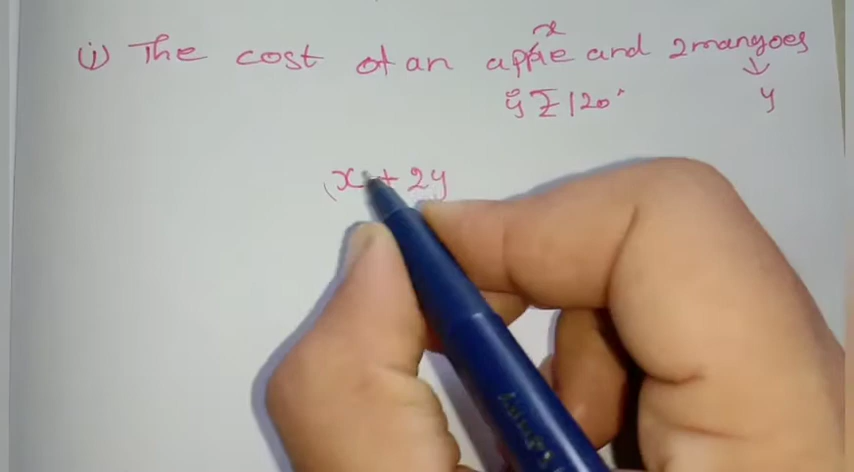 (i) The cost of an apple and 2 mangoes
x
y
is ₹ 120.
x + 2y